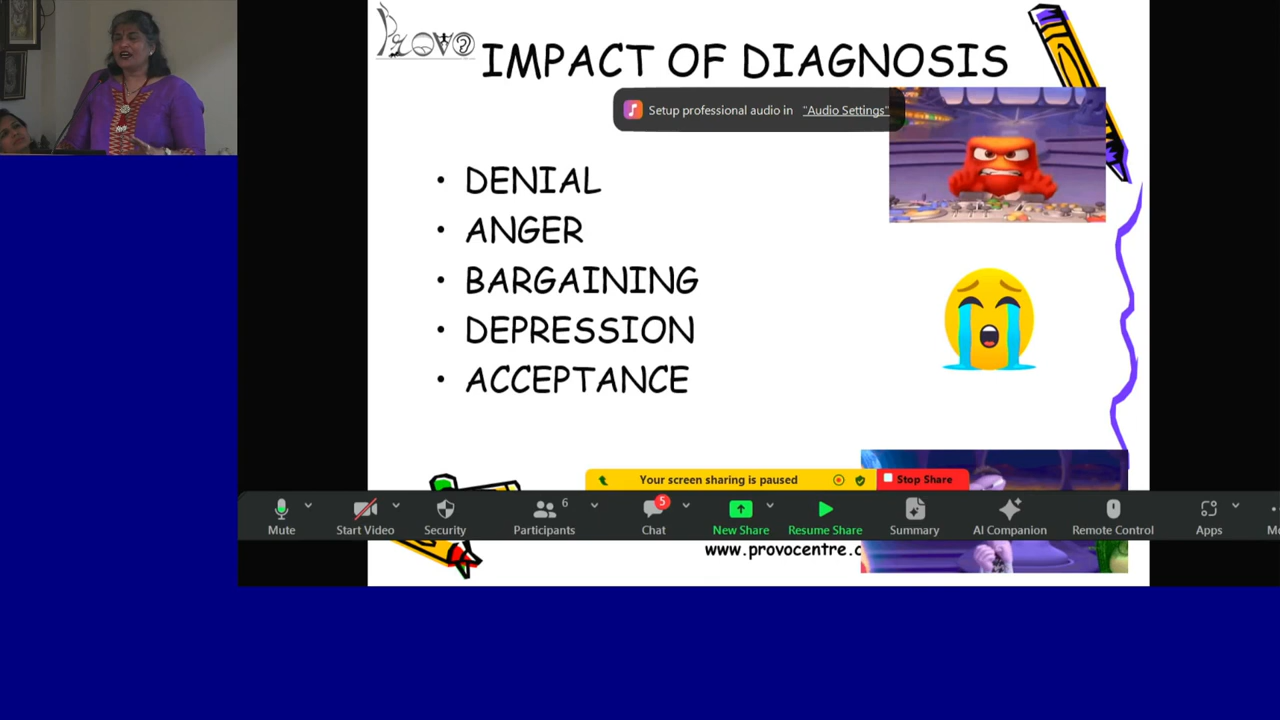 PROVO
IMPACT OF DIAGNOSIS
Setup professional audio in "Audio Settings"
• DENIAL
• ANGER
• BARGAINING
• DEPRESSION
• ACCEPTANCE
Your screen sharing is paused
Stop Share
Mute
Start Video
Security
Participants 6
Chat 5
New Share
Resume Share
Summary
AI Companion
Remote Control
Apps
www.provocentre.c